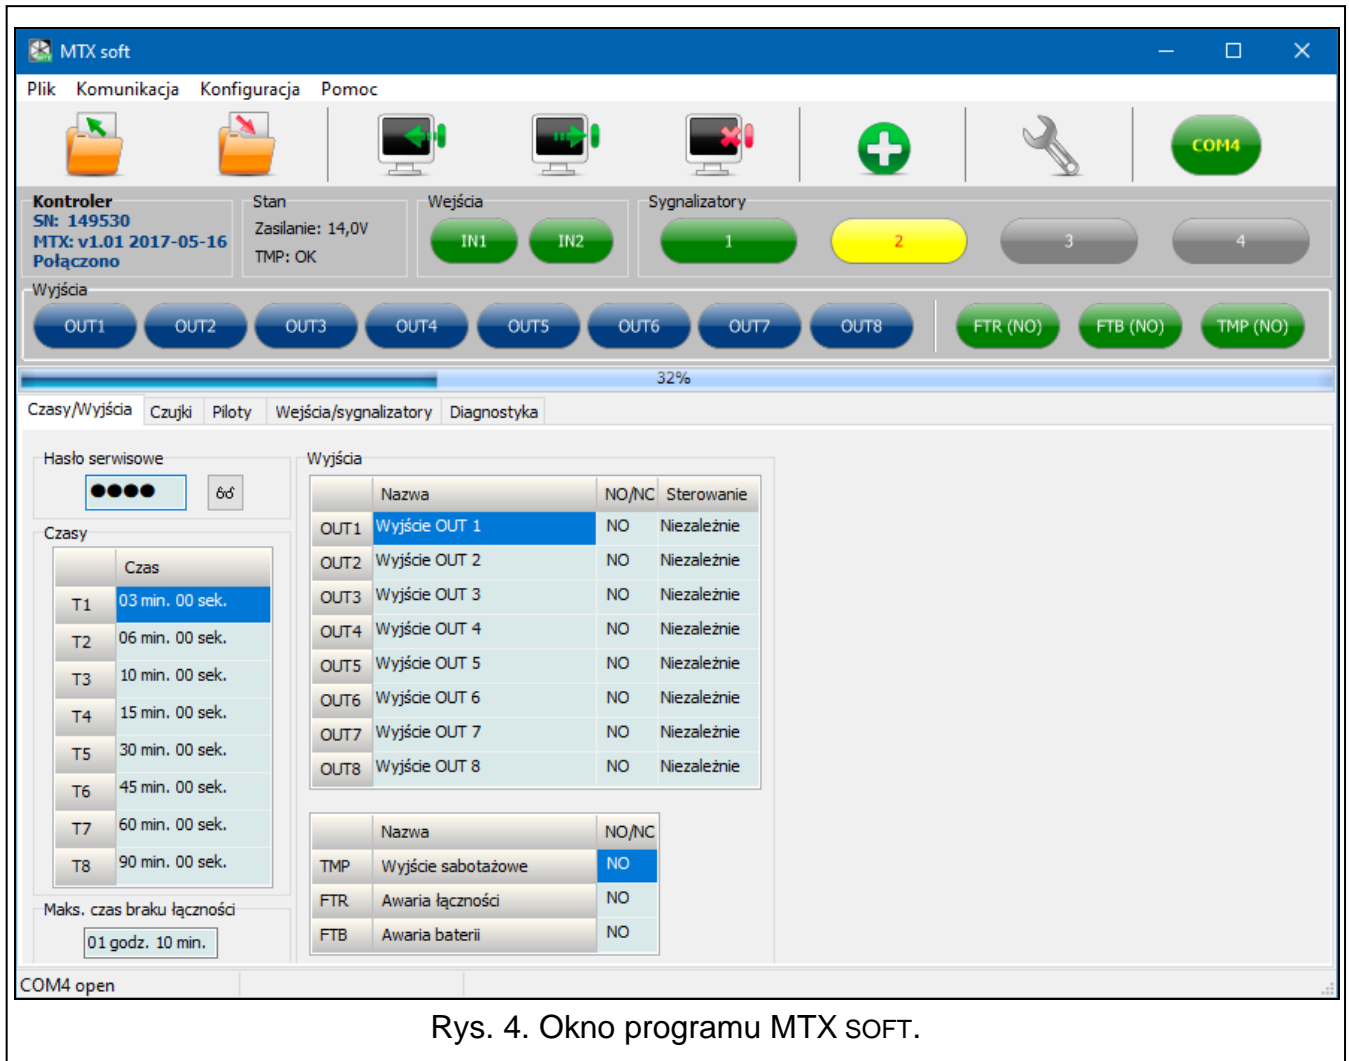 MTX soft
Plik Komunikacja Konfiguracja Pomoc
COM4
Kontroler
SN: 149530
MTX: v1.01 2017-05-16
Połączono
Stan
Zasilanie: 14,0V
TMP: OK
Wejścia
IN1 IN2
Sygnalizatory
1 2 3 4
Wyjścia
OUT1 OUT2 OUT3 OUT4 OUT5 OUT6 OUT7 OUT8 FTR (NO) FTB (NO) TMP (NO)
32%
Czasy/Wyjścia Czujki Piloty Wejścia/sygnalizatory Diagnostyka
Hasło serwisowe
●●●●
Czasy
Czas
T1 03 min. 00 sek.
T2 06 min. 00 sek.
T3 10 min. 00 sek.
T4 15 min. 00 sek.
T5 30 min. 00 sek.
T6 45 min. 00 sek.
T7 60 min. 00 sek.
T8 90 min. 00 sek.
Maks. czas braku łączności
01 godz. 10 min.
Wyjścia
Nazwa NO/NC Sterowanie
OUT1 Wyjście OUT 1 NO Niezależnie
OUT2 Wyjście OUT 2 NO Niezależnie
OUT3 Wyjście OUT 3 NO Niezależnie
OUT4 Wyjście OUT 4 NO Niezależnie
OUT5 Wyjście OUT 5 NO Niezależnie
OUT6 Wyjście OUT 6 NO Niezależnie
OUT7 Wyjście OUT 7 NO Niezależnie
OUT8 Wyjście OUT 8 NO Niezależnie
Nazwa NO/NC
TMP Wyjście sabotażowe NO
FTR Awaria łączności NO
FTB Awaria baterii NO
COM4 open
Rys. 4. Okno programu MTX SOFT.